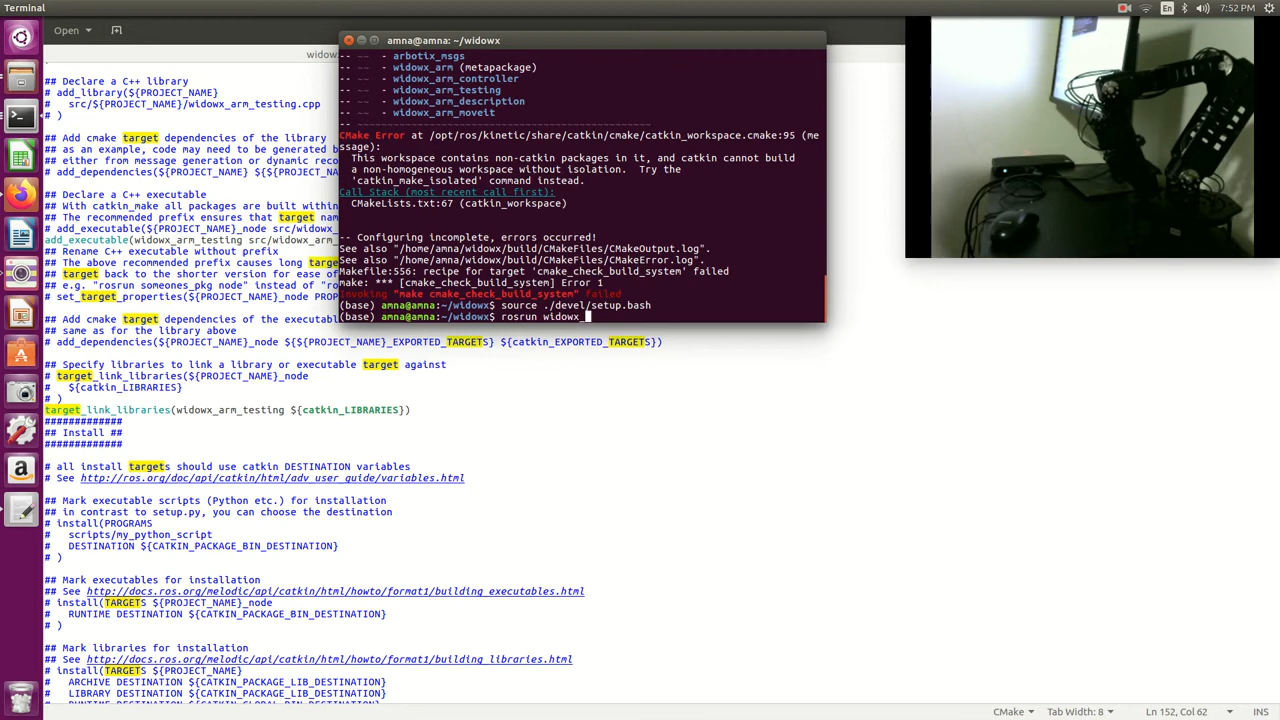 Terminal
En
7:52 PM
Open
widow
amna@amna: ~/widowx
## Declare a C++ library
# add_library(${PROJECT_NAME}
#   src/${PROJECT_NAME}/widowx_arm_testing.cpp
# )
## Add cmake target dependencies of the library
## as an example, code may need to be generated b
## either from message generation or dynamic reco
# add_dependencies(${PROJECT_NAME} ${${PROJECT_NA
## Declare a C++ executable
## With catkin_make all packages are built within
## The recommended prefix ensures that target nam
# add_executable(${PROJECT_NAME}_node src/widowx_
add_executable(widowx_arm_testing src/widowx_arm_
## Rename C++ executable without prefix
## The above recommended prefix causes long targe
## target back to the shorter version for ease of
## e.g. "rosrun someones_pkg node" instead of "ro
# set_target_properties(${PROJECT_NAME}_node PROP
## Add cmake target dependencies of the executabl
## same as for the library above
# add_dependencies(${PROJECT_NAME}_node ${${PROJECT_NAME}_EXPORTED_TARGETS} ${catkin_EXPORTED_TARGETS})
## Specify libraries to link a library or executable target against
# target_link_libraries(${PROJECT_NAME}_node
#   ${catkin_LIBRARIES}
# )
target_link_libraries(widowx_arm_testing ${catkin_LIBRARIES})
#############
## Install ##
#############
# all install targets should use catkin DESTINATION variables
# See http://ros.org/doc/api/catkin/html/adv_user_guide/variables.html
## Mark executable scripts (Python etc.) for installation
## in contrast to setup.py, you can choose the destination
# install(PROGRAMS
#   scripts/my_python_script
#   DESTINATION ${CATKIN_PACKAGE_BIN_DESTINATION}
# )
## Mark executables for installation
## See http://docs.ros.org/melodic/api/catkin/html/howto/format1/building_executables.html
# install(TARGETS ${PROJECT_NAME}_node
#   RUNTIME DESTINATION ${CATKIN_PACKAGE_BIN_DESTINATION}
# )
## Mark libraries for installation
## See http://docs.ros.org/melodic/api/catkin/html/howto/format1/building_libraries.html
# install(TARGETS ${PROJECT_NAME}
#   ARCHIVE DESTINATION ${CATKIN_PACKAGE_LIB_DESTINATION}
#   LIBRARY DESTINATION ${CATKIN_PACKAGE_LIB_DESTINATION}
#   RUNTIME DESTINATION ${CATKIN_GLOBAL_BIN_DESTINATION}
-- ~~  - arbotix_msgs
-- ~~  - widowx_arm (metapackage)
-- ~~  - widowx_arm_controller
-- ~~  - widowx_arm_testing
-- ~~  - widowx_arm_description
-- ~~  - widowx_arm_moveit
-- ~~~~~~~~~~~~~~~~~~~~~~~~~~~~~~~~~~~~~~~~~~~~~~~~~
CMake Error at /opt/ros/kinetic/share/catkin/cmake/catkin_workspace.cmake:95 (me
ssage):
This workspace contains non-catkin packages in it, and catkin cannot build
a non-homogeneous workspace without isolation.  Try the
'catkin_make_isolated' command instead.
Call Stack (most recent call first):
CMakeLists.txt:67 (catkin_workspace)
-- Configuring incomplete, errors occurred!
See also "/home/amna/widowx/build/CMakeFiles/CMakeOutput.log".
See also "/home/amna/widowx/build/CMakeFiles/CMakeError.log".
Makefile:556: recipe for target 'cmake_check_build_system' failed
make: *** [cmake_check_build_system] Error 1
Invoking "make cmake_check_build_system" failed
(base) amna@amna:~/widowx$ source ./devel/setup.bash
(base) amna@amna:~/widowx$ rosrun widowx_
CMake
Tab Width: 8
Ln 152, Col 62
INS